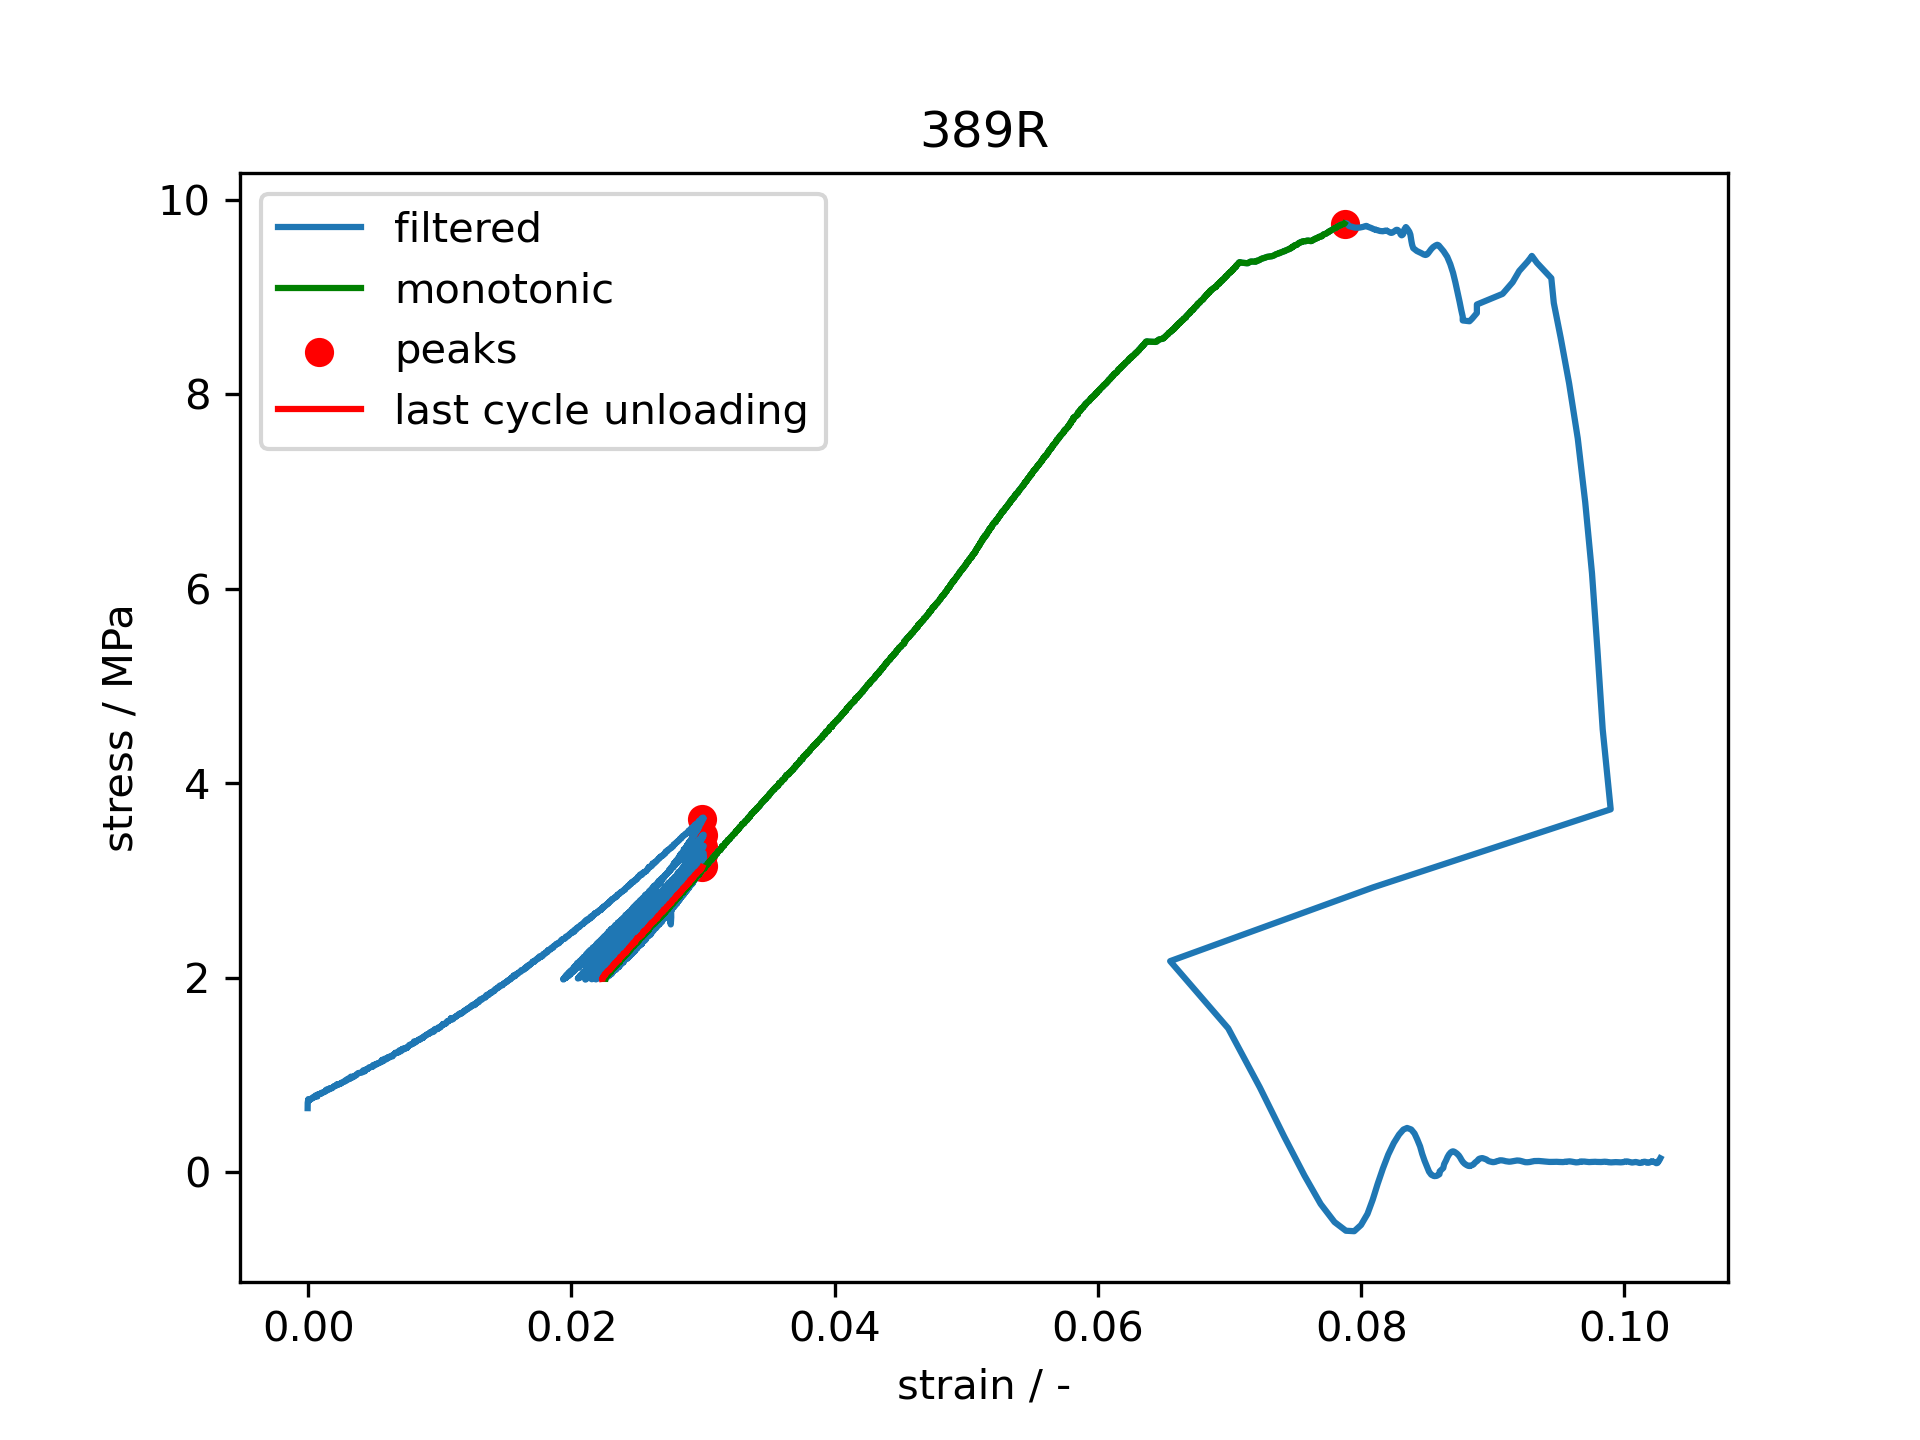 389R
filtered
monotonic
peaks
last cycle unloading
stress / MPa
10
8
6
4
2
0
0.00 0.02 0.04 0.06 0.08 0.10
strain / -